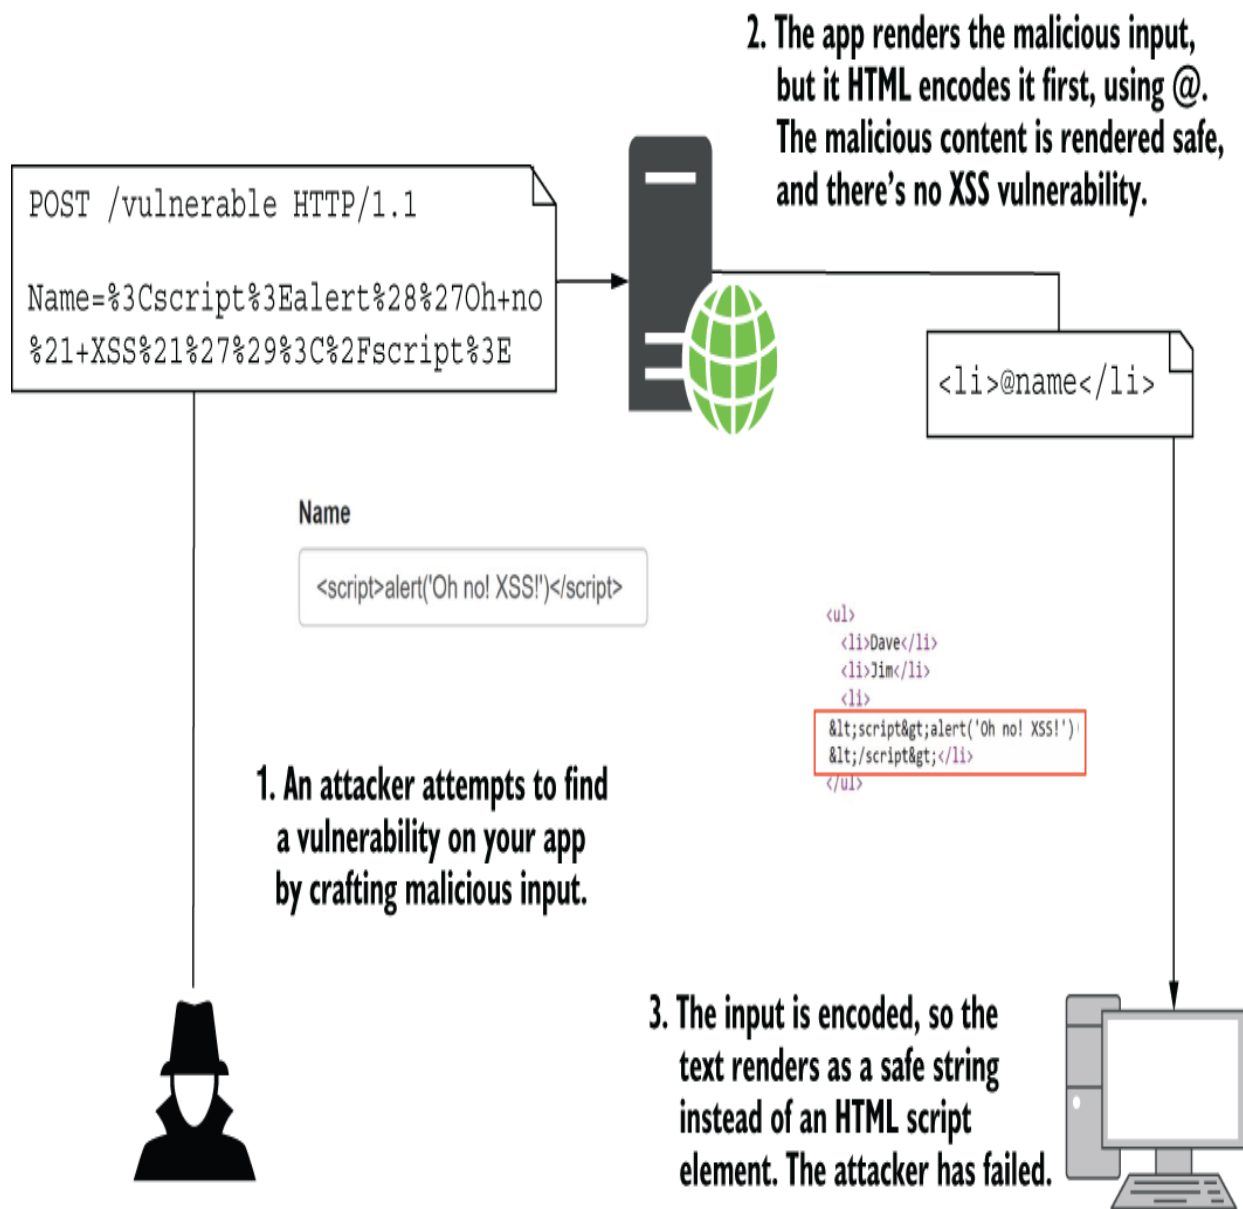 2. The app renders the malicious input,
but it HTML encodes it first, using @.
The malicious content is rendered safe,
and there's no XSS vulnerability.
POST /vulnerable HTTP/1.1
Name=%3Cscript%3Ealert%28%27Oh+no
%21+XSS%21%27%29%3C%2Fscript%3E
<li>@name</li>
Name
<script>alert('Oh no! XSS!')</script>
<ul>
<li>Dave</li>
<li>Jim</li>
<li>
&lt;script&gt;alert('Oh no! XSS!')
&lt;/script&gt;</li>
</ul>
1. An attacker attempts to find
a vulnerability on your app
by crafting malicious input.
3. The input is encoded, so the
text renders as a safe string
instead of an HTML script
element. The attacker has failed.